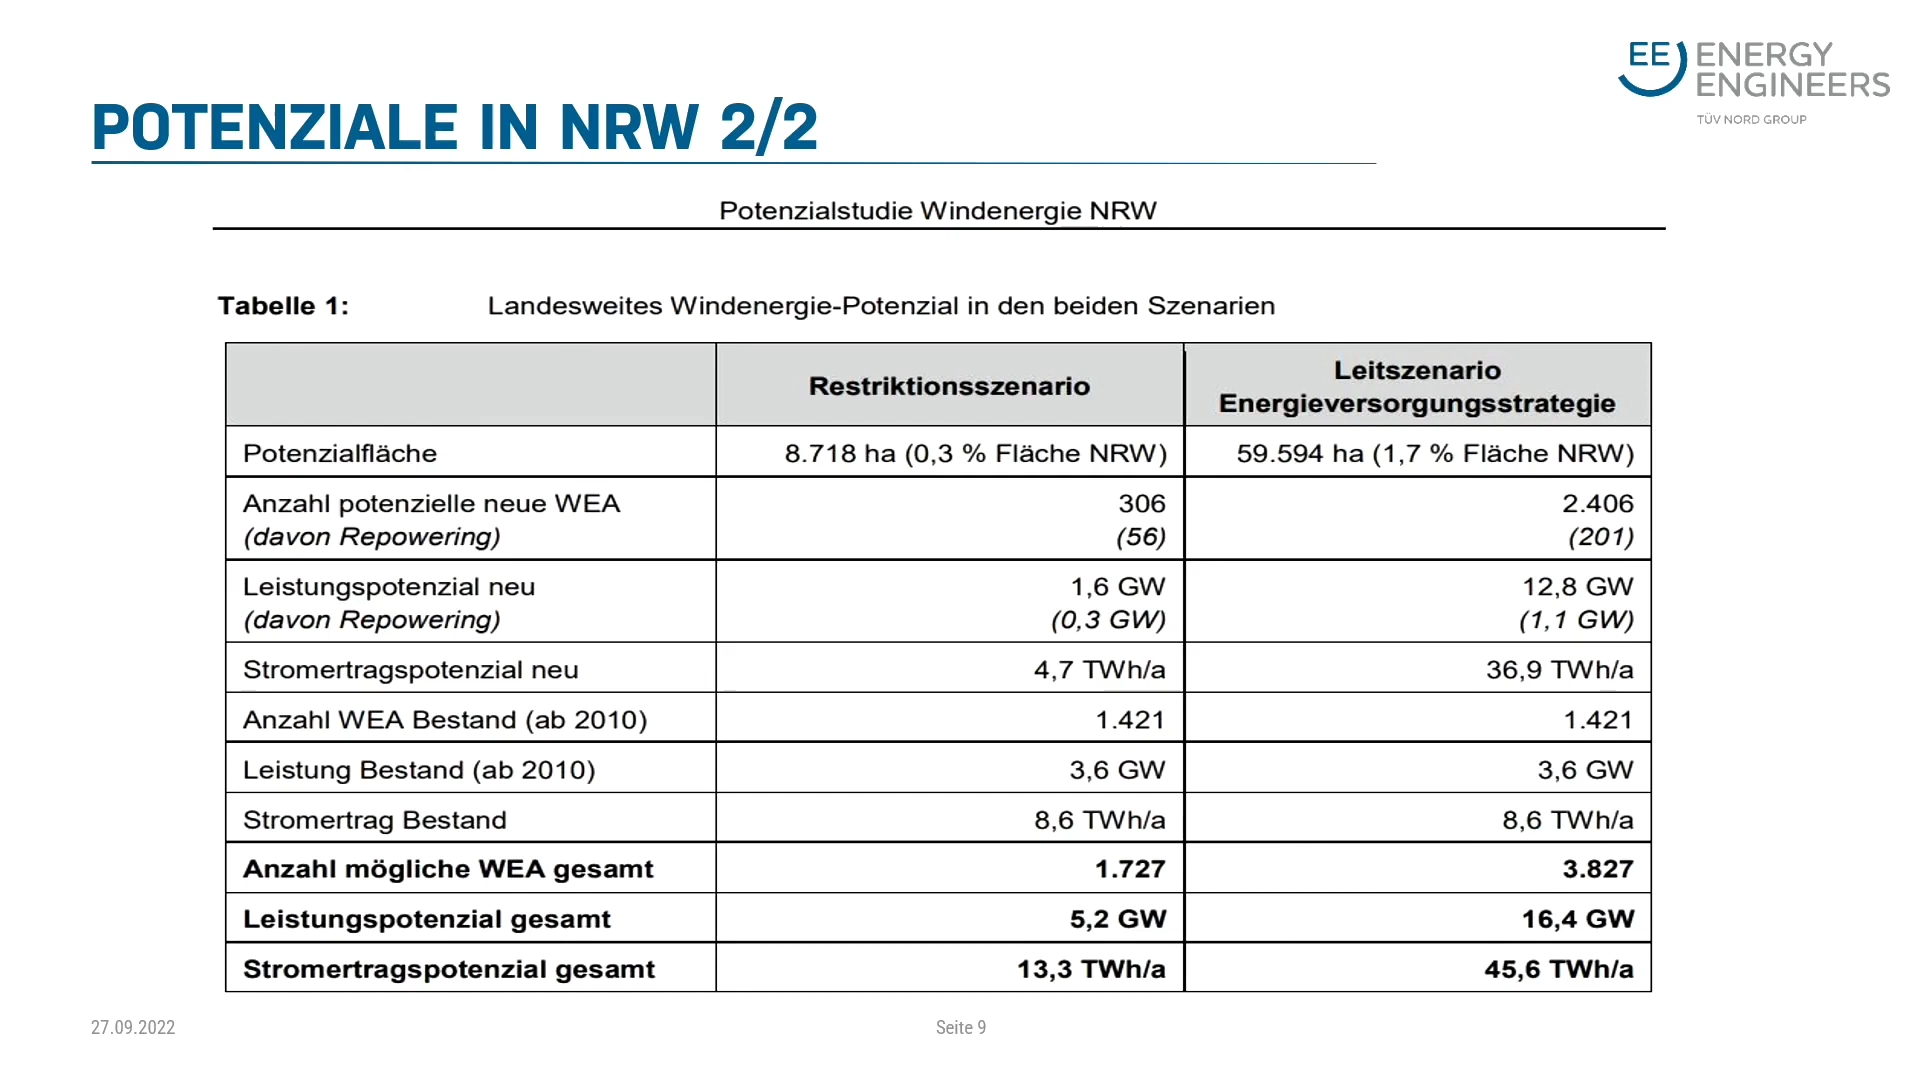 EE ENERGY
ENGINEERS
TÜV NORD GROUP
POTENZIALE IN NRW 2/2
Potenzialstudie Windenergie NRW
Tabelle 1: Landesweites Windenergie-Potenzial in den beiden Szenarien
Restriktionsszenario
Leitszenario
Energieversorgungsstrategie
Potenzialfläche 8.718 ha (0,3 % Fläche NRW) 59.594 ha (1,7 % Fläche NRW)
Anzahl potenzielle neue WEA 306 2.406
(davon Repowering) (56) (201)
Leistungspotenzial neu 1,6 GW 12,8 GW
(davon Repowering) (0,3 GW) (1,1 GW)
Stromertragspotenzial neu 4,7 TWh/a 36,9 TWh/a
Anzahl WEA Bestand (ab 2010) 1.421 1.421
Leistung Bestand (ab 2010) 3,6 GW 3,6 GW
Stromertrag Bestand 8,6 TWh/a 8,6 TWh/a
Anzahl mögliche WEA gesamt 1.727 3.827
Leistungspotenzial gesamt 5,2 GW 16,4 GW
Stromertragspotenzial gesamt 13,3 TWh/a 45,6 TWh/a
27.09.2022 Seite 9